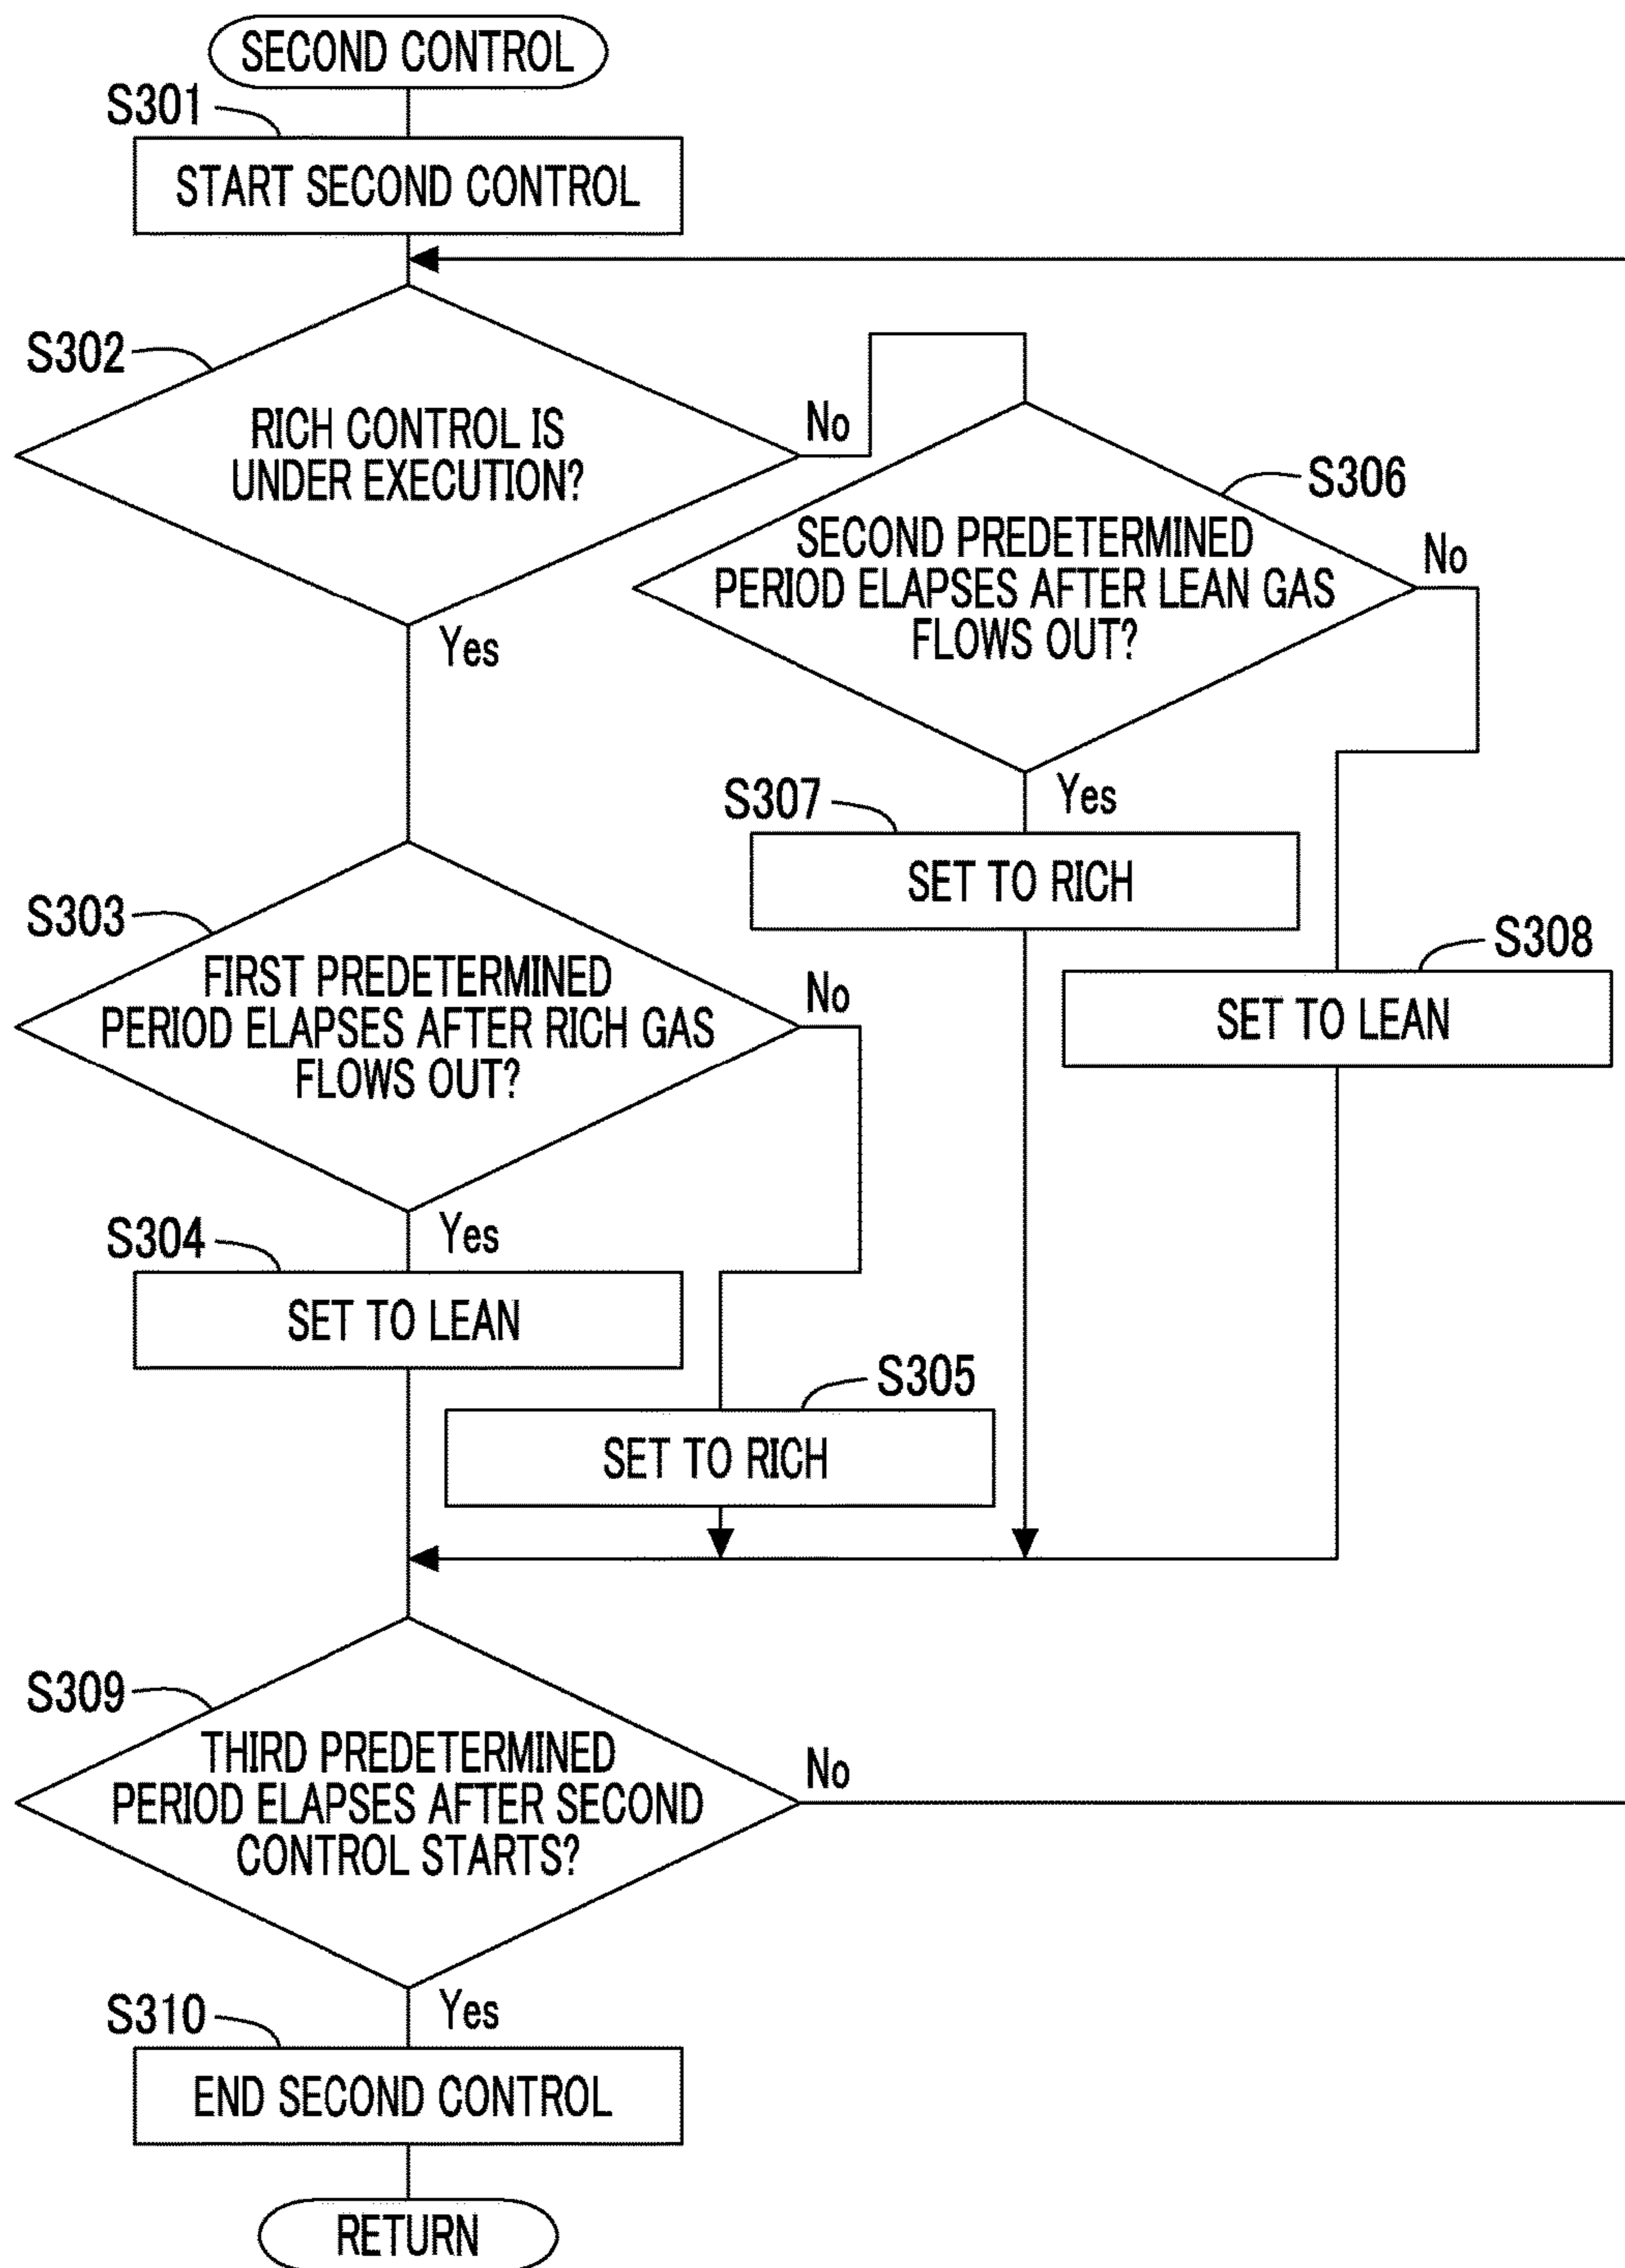 SECOND CONTROL
S301
START SECOND CONTROL
S302
RICH CONTROL IS
UNDER EXECUTION?
No
Yes
S306
SECOND PREDETERMINED
PERIOD ELAPSES AFTER LEAN GAS
FLOWS OUT?
No
Yes
S307
SET TO RICH
S308
SET TO LEAN
S303
FIRST PREDETERMINED
PERIOD ELAPSES AFTER RICH GAS
FLOWS OUT?
No
Yes
S304
SET TO LEAN
S305
SET TO RICH
S309
THIRD PREDETERMINED
PERIOD ELAPSES AFTER SECOND
CONTROL STARTS?
No
Yes
S310
END SECOND CONTROL
RETURN